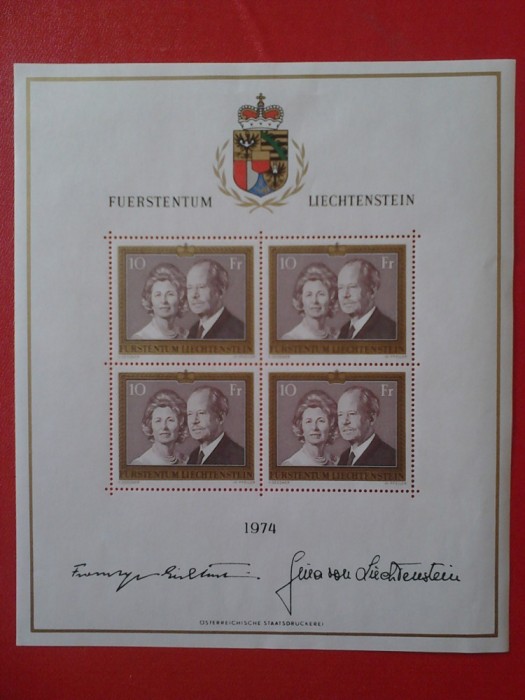 FUERSTENTUM LIECHTENSTEIN
10 Fr 10 Fr
FÜRSTENTUM LIECHTENSTEIN FÜRSTENTUM LIECHTENSTEIN
10 Fr 10 Fr
FÜRSTENTUM LIECHTENSTEIN FÜRSTENTUM LIECHTENSTEIN
1974
Gina von Liechtenstein
ÖSTERREICHISCHE STAATSDRUCKEREI